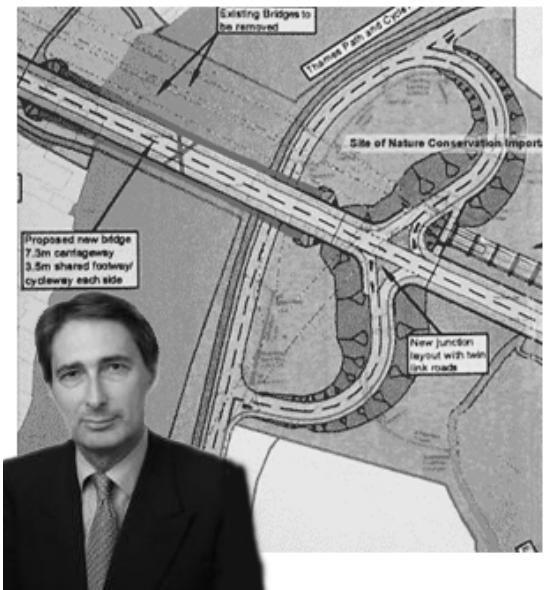 Existing Bridges to
be removed
Thames Path and Cycle
Site of Nature Conservation Import
Proposed new bridge
7.3m carriageway
3.5m shared footway/
cycleway each side
New junction
layout with twin
link roads